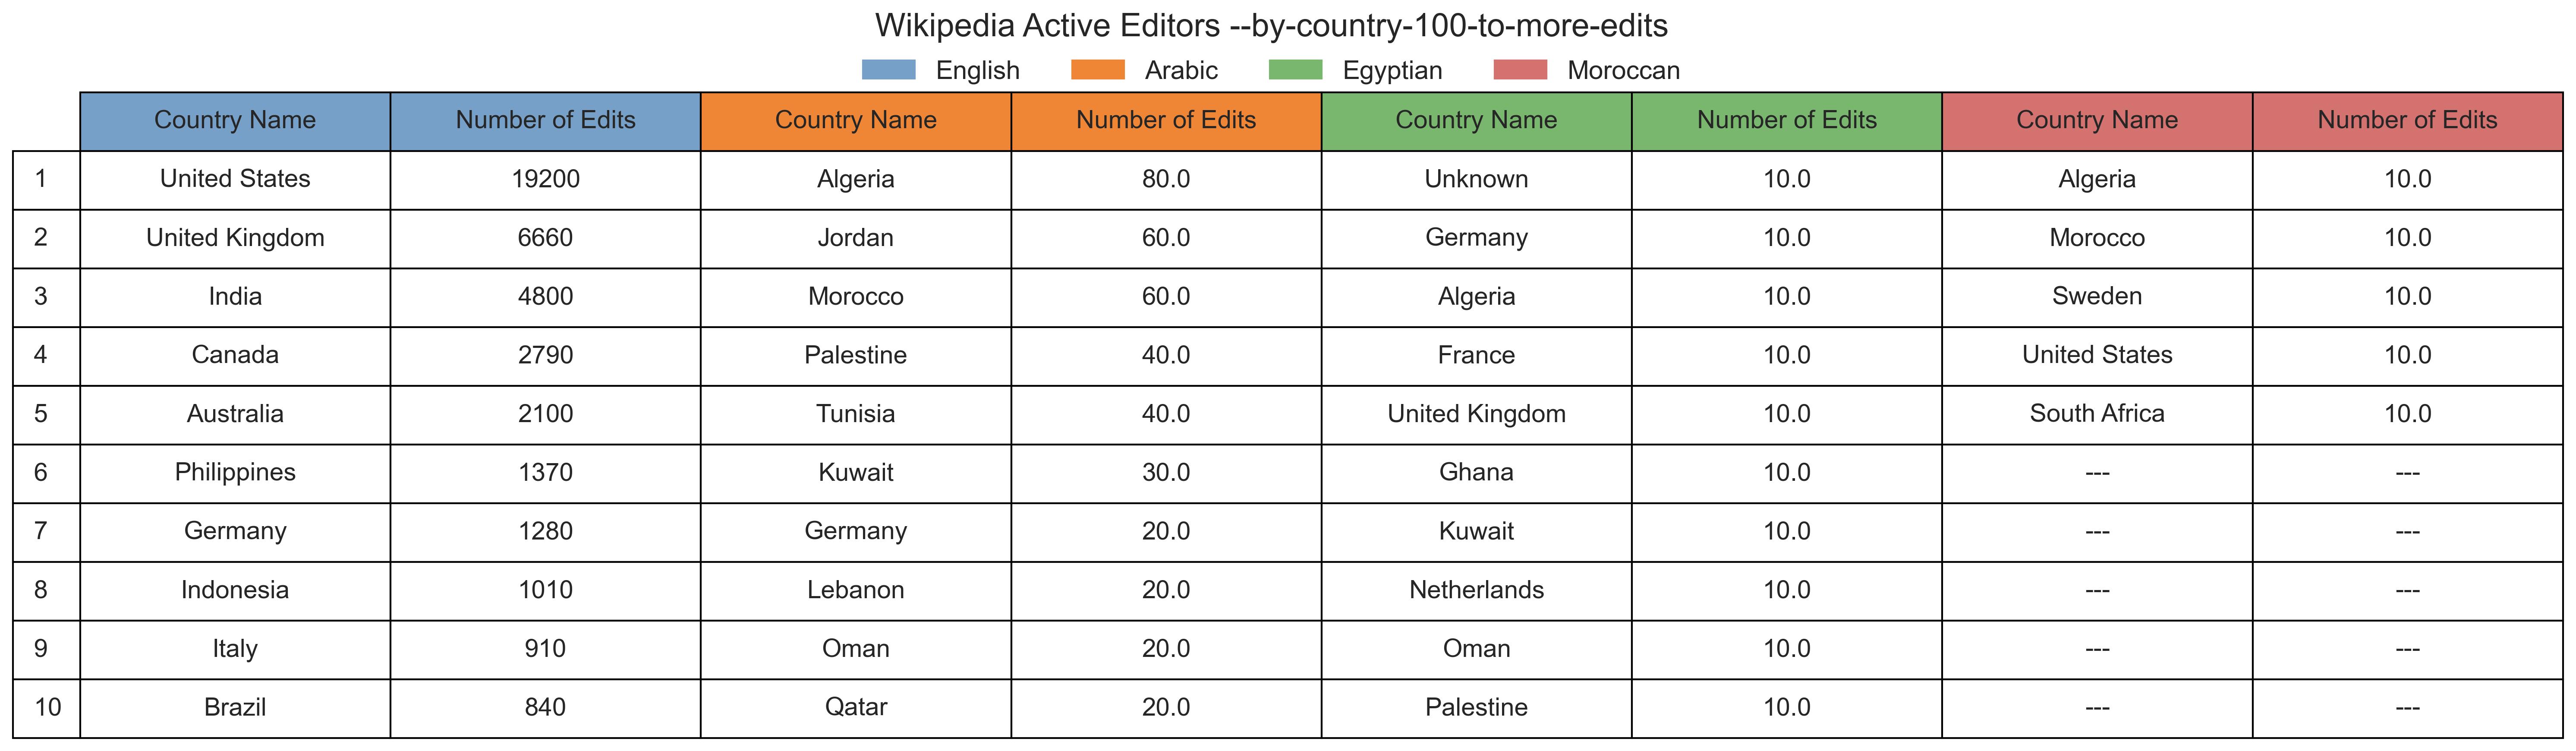 Wikipedia Active Editors --by-country-100-to-more-edits
English Arabic Egyptian Moroccan
Country Name Number of Edits Country Name Number of Edits Country Name Number of Edits Country Name Number of Edits
1 United States 19200 Algeria 80.0 Unknown 10.0 Algeria 10.0
2 United Kingdom 6660 Jordan 60.0 Germany 10.0 Morocco 10.0
3 India 4800 Morocco 60.0 Algeria 10.0 Sweden 10.0
4 Canada 2790 Palestine 40.0 France 10.0 United States 10.0
5 Australia 2100 Tunisia 40.0 United Kingdom 10.0 South Africa 10.0
6 Philippines 1370 Kuwait 30.0 Ghana 10.0 --- ---
7 Germany 1280 Germany 20.0 Kuwait 10.0 --- ---
8 Indonesia 1010 Lebanon 20.0 Netherlands 10.0 --- ---
9 Italy 910 Oman 20.0 Oman 10.0 --- ---
10 Brazil 840 Qatar 20.0 Palestine 10.0 --- ---